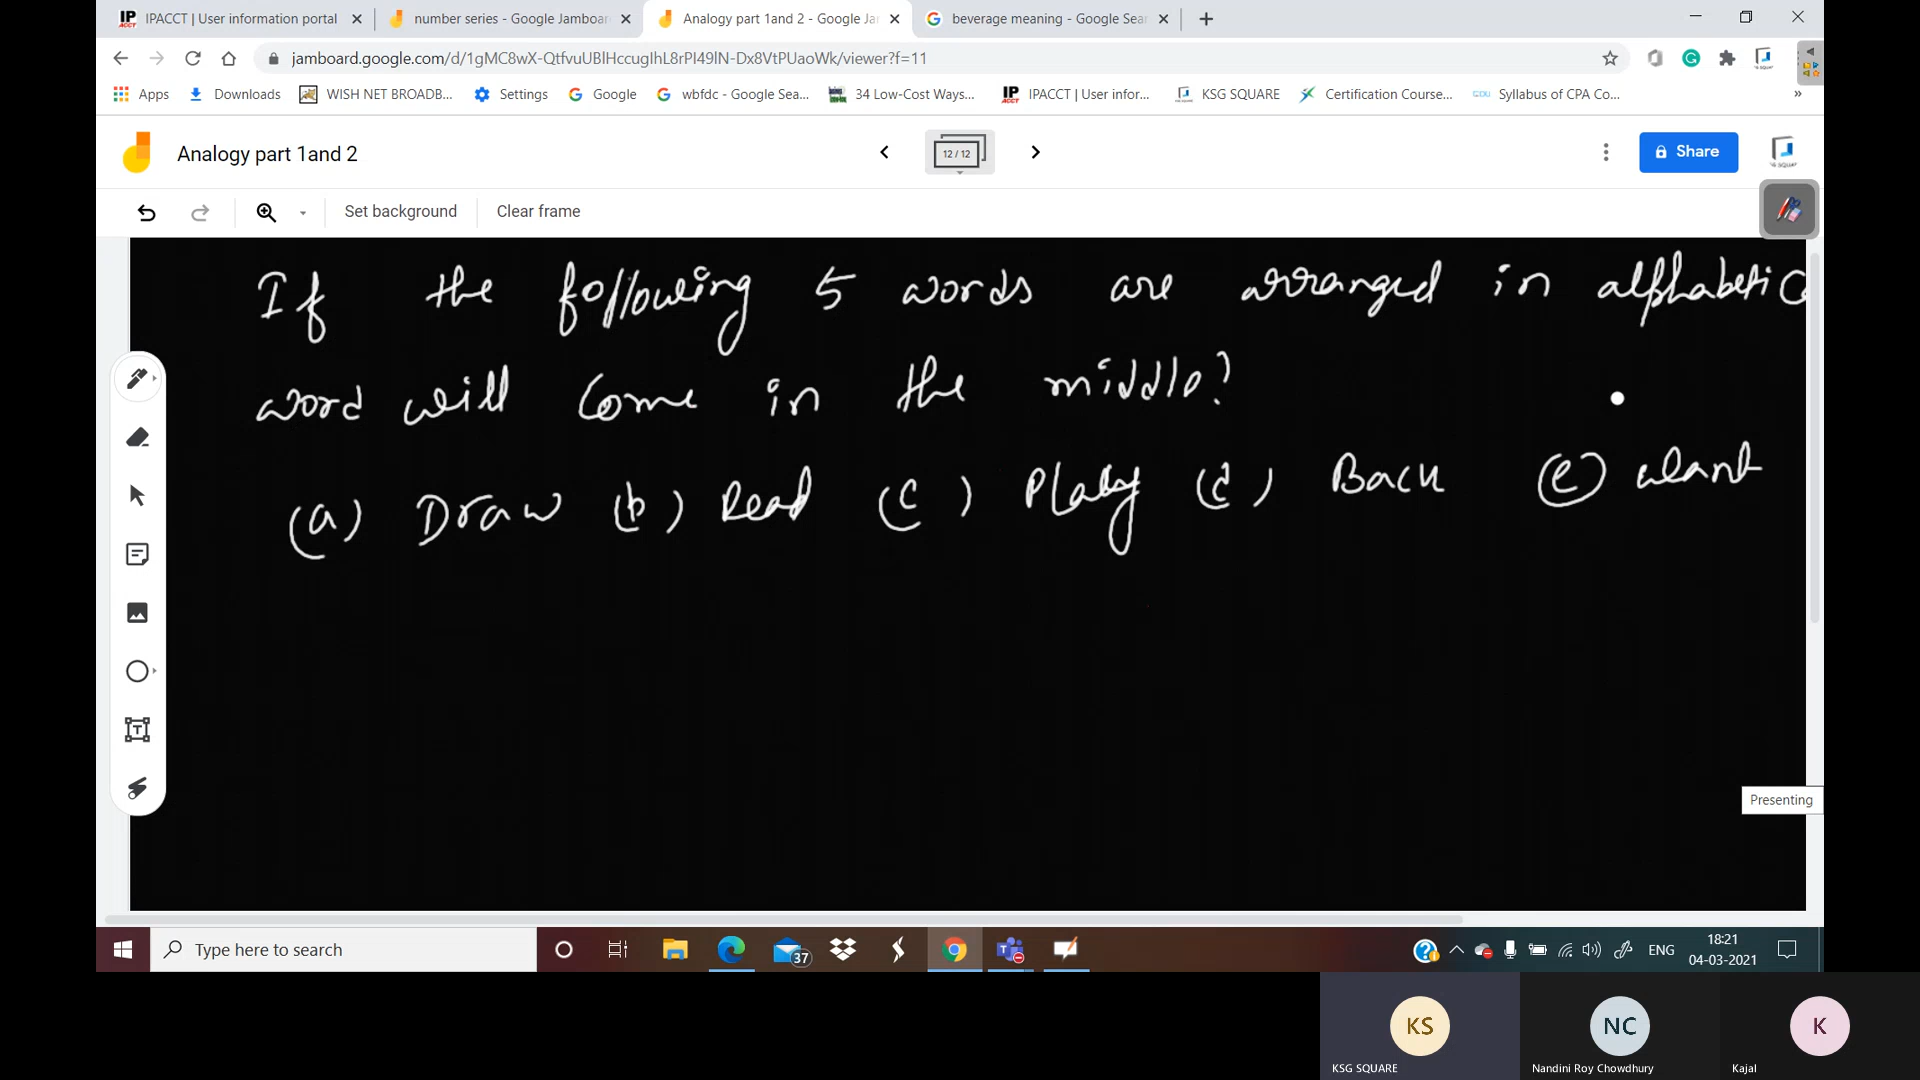 IPACCT | User information portal number series - Google Jamboar Analogy part 1and 2 - Google Ja beverage meaning - Google Sea
jamboard.google.com/d/1gMC8wX-QtfvuUBlHccugIhL8rPI49lN-Dx8VtPUaoWk/viewer?f=11
Apps Downloads WISH NET BROADB... Settings Google wbfdc - Google Sea... 34 Low-Cost Ways... IPACCT | User infor... KSG SQUARE Certification Course... Syllabus of CPA Co... »
Analogy part 1and 2 12 / 12 Share
Set background Clear frame
If the following 5 words are arranged in alphabetic
word will come in the middle?
(a) Draw (b) Read (c) Play (d) Back (e)
Presenting
Type here to search 37 ENG 18:21
04-03-2021
KS NC K
KSG SQUARE Nandini Roy Chowdhury Kajal